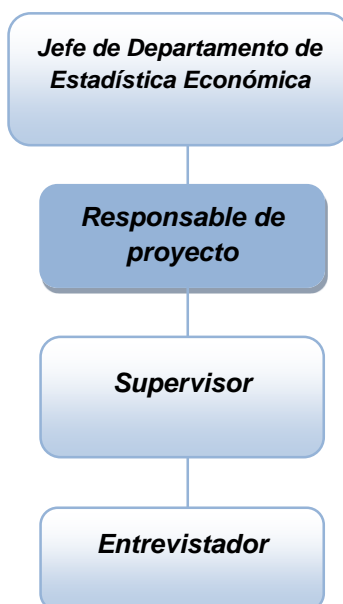 Jefe de Departamento de
Estadística Económica
Responsable de
proyecto
Supervisor
Entrevistador